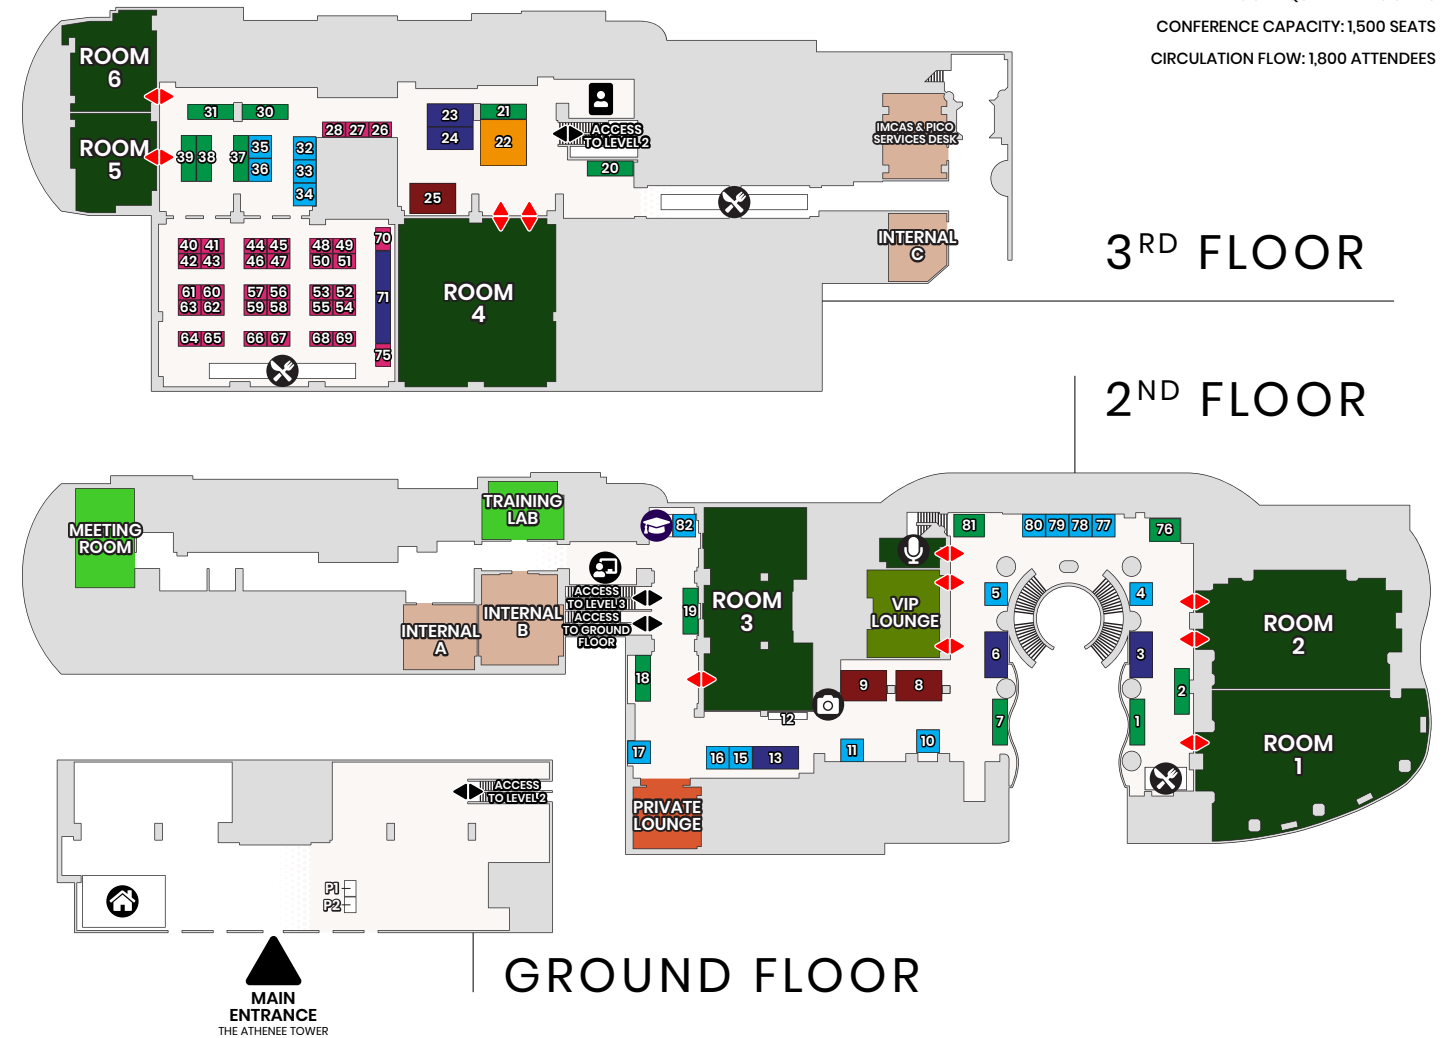 CONFERENCE CAPACITY: 1,500 SEATS
CIRCULATION FLOW: 1,800 ATTENDEES
3RD FLOOR
ROOM
6
ROOM
5
31 30
39 38 37 35
36
32
33
34
28 27 26
23
24
21
22
ACCESS
TO LEVEL 2
20
25
IMCAS & PICO
SERVICES DESK
INTERNAL
C
40 41 44 45 48 49
42 43 46 47 50 51
61 60 57 56 53 52
63 62 59 58 55 54
64 65 66 67 68 69
70
71
75
ROOM
4
2ND FLOOR
MEETING
ROOM
TRAINING
LAB
INTERNAL
A
INTERNAL
B
ACCESS
TO LEVEL 3
ACCESS
TO GROUND
FLOOR
82
19
18
17
ROOM
3
12
16 15 13
11
10
9 8
PRIVATE
LOUNGE
VIP
LOUNGE
81
80 79 78 77
76
5
4
6
3
7
1
2
ROOM
2
ROOM
1
GROUND FLOOR
ACCESS
TO LEVEL 2
P1
P2
MAIN
ENTRANCE
THE ATHENEE TOWER